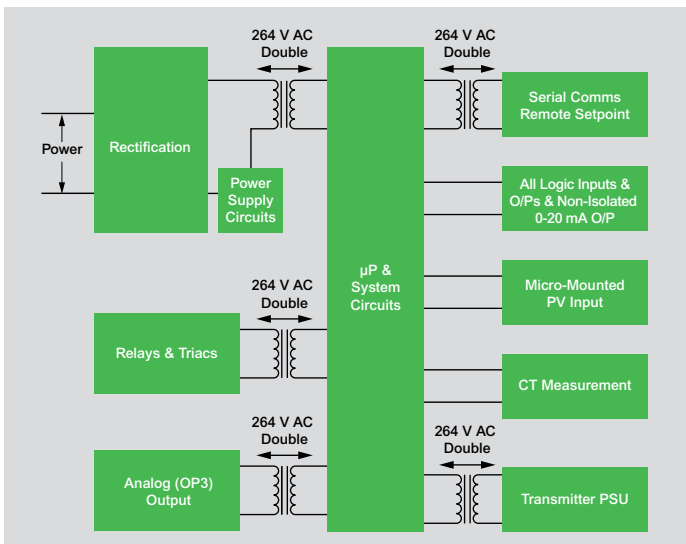 264 V AC
Double
264 V AC
Double
Power
Rectification
Power
Supply
Circuits
µP &
System
Circuits
Serial Comms
Remote Setpoint
All Logic Inputs &
O/Ps & Non-Isolated
0-20 mA O/P
264 V AC
Double
Micro-Mounted
PV Input
Relays & Triacs
CT Measurement
264 V AC
Double
264 V AC
Double
Analog (OP3)
Output
Transmitter PSU